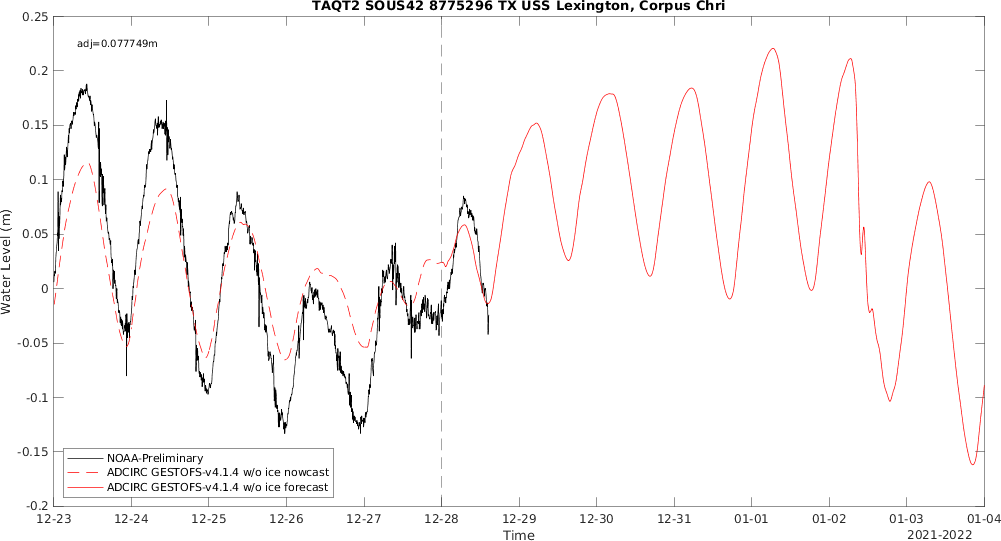 TAQT2 SOUS42 8775296 TX USS Lexington, Corpus Chri
adj=0.077749m
0.25
0.2
0.15
0.1
0.05
0
-0.05
-0.1
-0.15
-0.2
Water Level (m)
NOAA-Preliminary
ADCIRC GESTOFS-v4.1.4 w/o ice nowcast
ADCIRC GESTOFS-v4.1.4 w/o ice forecast
12-23 12-24 12-25 12-26 12-27 12-28 12-29 12-30 12-31 01-01 01-02 01-03 01-04
Time
2021-2022